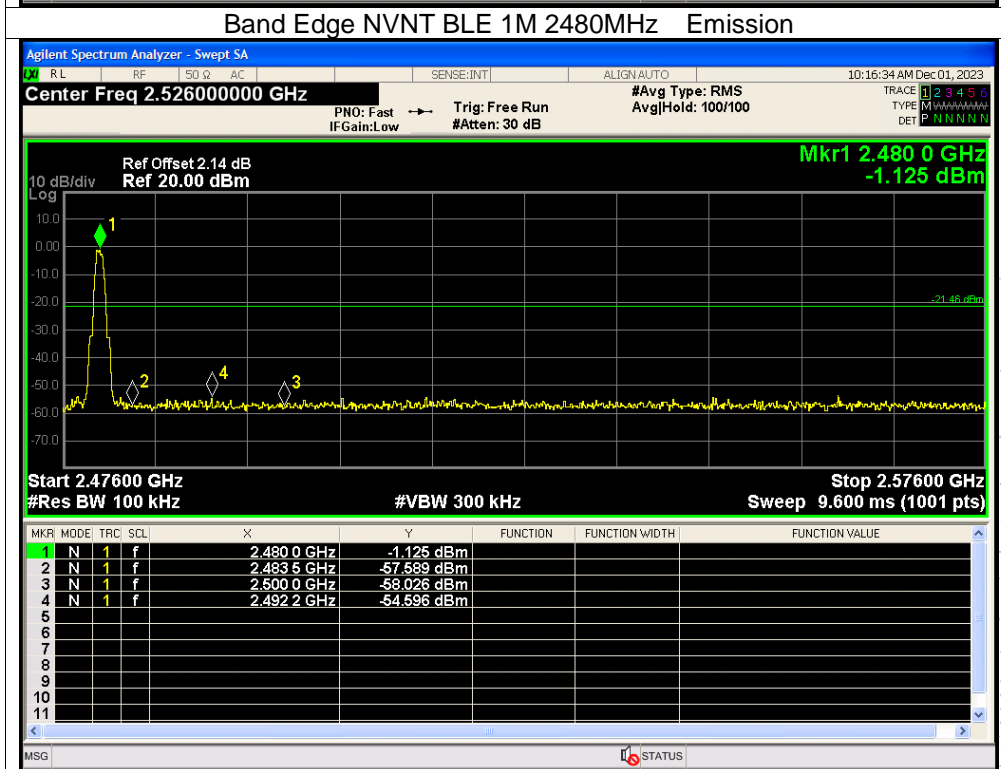 Band Edge NVNT BLE 1M 2480MHz Emission
Agilent Spectrum Analyzer - Swept SA
LXI RL RF 50 Ω AC SENSE:INT ALIGN AUTO 10:16:34 AM Dec 01, 2023
Center Freq 2.526000000 GHz #Avg Type: RMS TRACE 1 2 3 4 5 6
PNO: Fast Trig: Free Run Avg|Hold: 100/100 TYPE MWWWWW
IFGain:Low #Atten: 30 dB DET P N N N N N
Mkr1 2.480 0 GHz
Ref Offset 2.14 dB
10 dB/div Ref 20.00 dBm -1.125 dBm
Log
10.0
1
0.00
-10.0
-20.0
-21.46 dBm
-30.0
-40.0
-50.0
2 4 3
-60.0
-70.0
Start 2.47600 GHz Stop 2.57600 GHz
#Res BW 100 kHz #VBW 300 kHz Sweep 9.600 ms (1001 pts)
MKR MODE TRC SCL X Y FUNCTION FUNCTION WIDTH FUNCTION VALUE
1 N 1 f 2.480 0 GHz -1.125 dBm
2 N 1 f 2.483 5 GHz -57.589 dBm
3 N 1 f 2.500 0 GHz -58.026 dBm
4 N 1 f 2.492 2 GHz -54.596 dBm
5
6
7
8
9
10
11
MSG STATUS